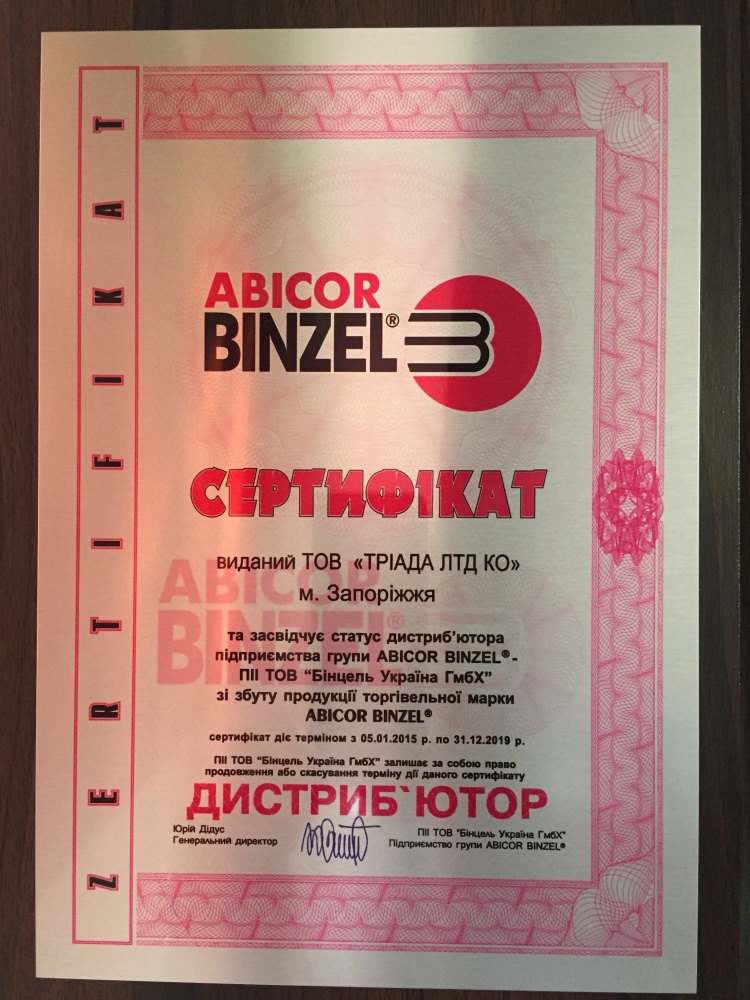 ZERTIFIKAT
ABICOR
BINZEL®
СЕРТИФІКАТ
виданий ТОВ «ТРІАДА ЛТД КО»
м. Запоріжжя
ABICOR
BINZEL®
та засвідчує статус дистриб'ютора
підприємства групи ABICOR BINZEL®-
ПІІ ТОВ "Бінцель Україна ГмбХ"
зі збуту продукції торгівельної марки
ABICOR BINZEL®
сертифікат діє терміном з 05.01.2015 р. по 31.12.2019 р.
ПІІ ТОВ "Бінцель Україна ГмбХ" залишає за собою право
продовження або скасування терміну дії даного сертифікату
ДИСТРИБ`ЮТОР
Юрій Дідус
Генеральний директор
ПІІ ТОВ "Бінцель Україна ГмбХ"
Підприємство групи ABICOR BINZEL®